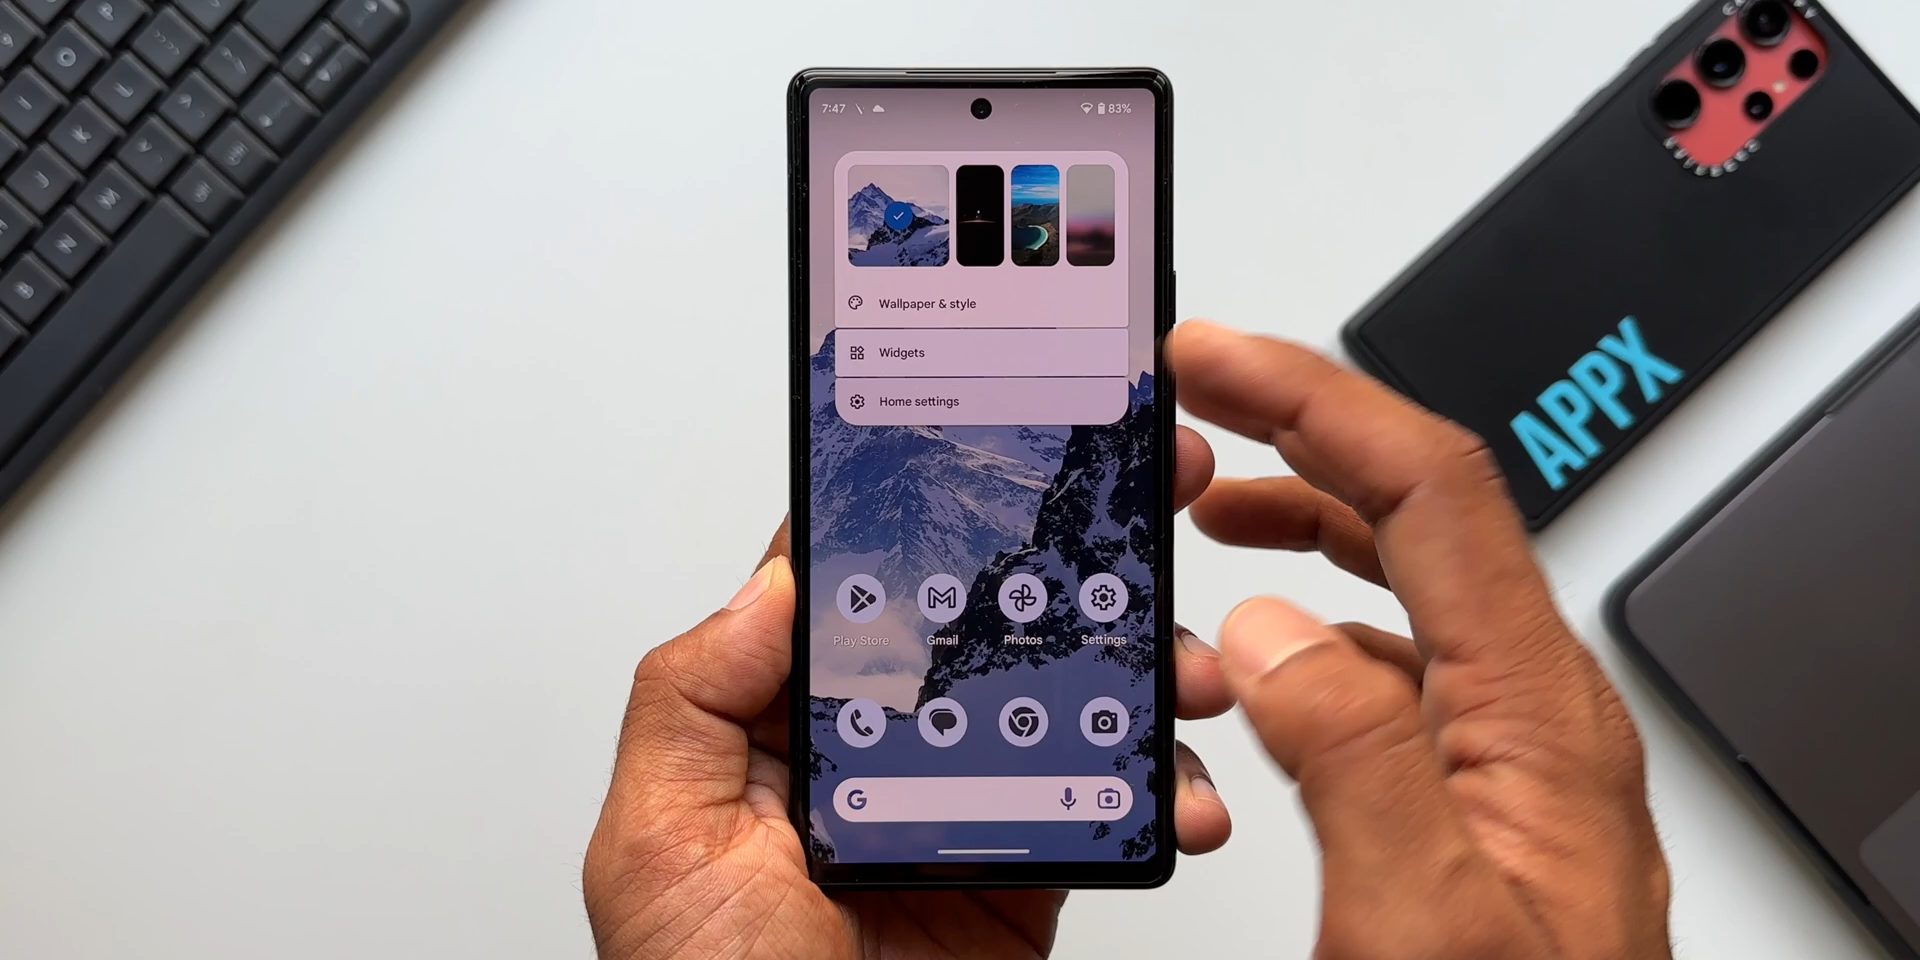 7:47 83%
Wallpaper & style
Widgets
Home settings
Play Store Gmail Photos Settings
G
APPX